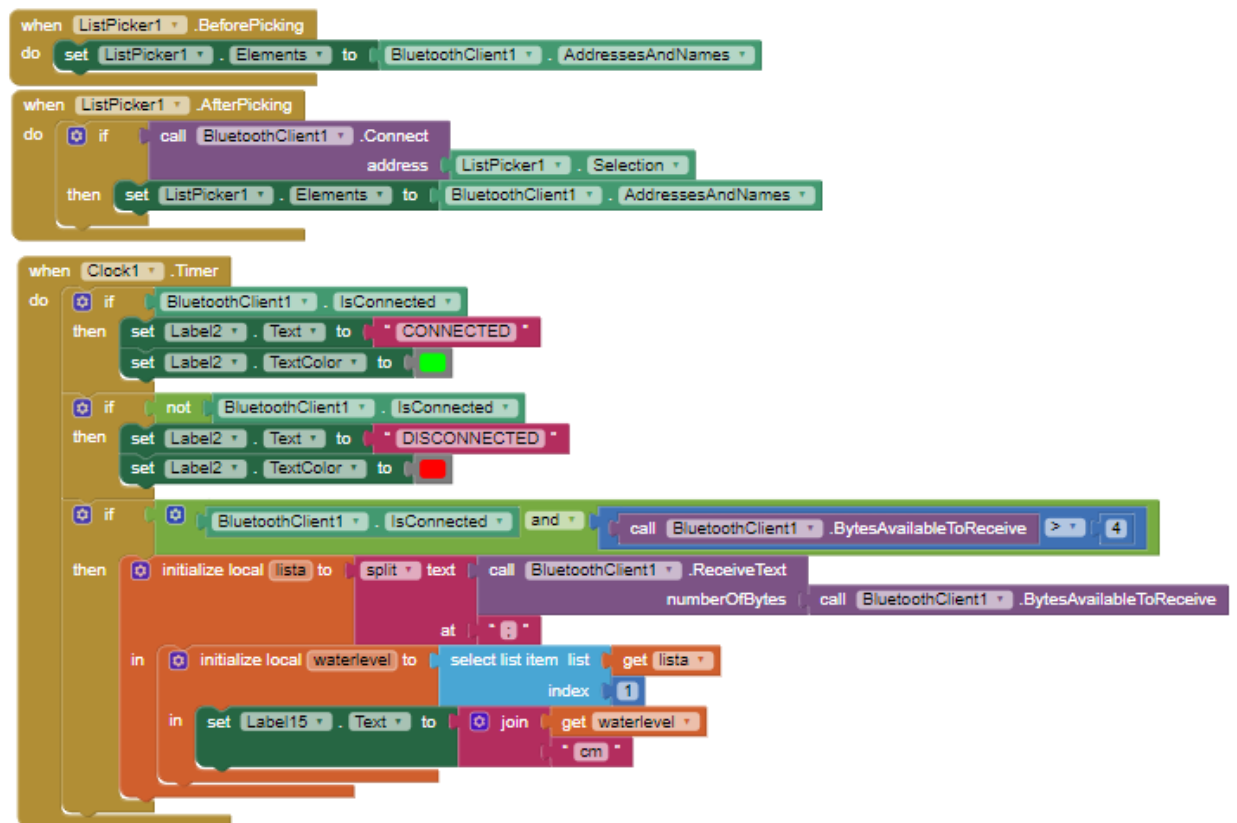 when ListPicker1 .BeforePicking
do set ListPicker1 . Elements to BluetoothClient1 . AddressesAndNames
when ListPicker1 .AfterPicking
do if call BluetoothClient1 .Connect
address ListPicker1 . Selection
then set ListPicker1 . Elements to BluetoothClient1 . AddressesAndNames
when Clock1 .Timer
do if BluetoothClient1 . IsConnected
then set Label2 . Text to " CONNECTED "
set Label2 . TextColor to
if not BluetoothClient1 . IsConnected
then set Label2 . Text to " DISCONNECTED "
set Label2 . TextColor to
if BluetoothClient1 . IsConnected and call BluetoothClient1 .BytesAvailableToReceive > 4
then initialize local lista to split text call BluetoothClient1 .ReceiveText
numberOfBytes call BluetoothClient1 .BytesAvailableToReceive
at " ; "
in initialize local waterlevel to select list item list get lista
index 1
in set Label15 . Text to join get waterlevel
" cm "